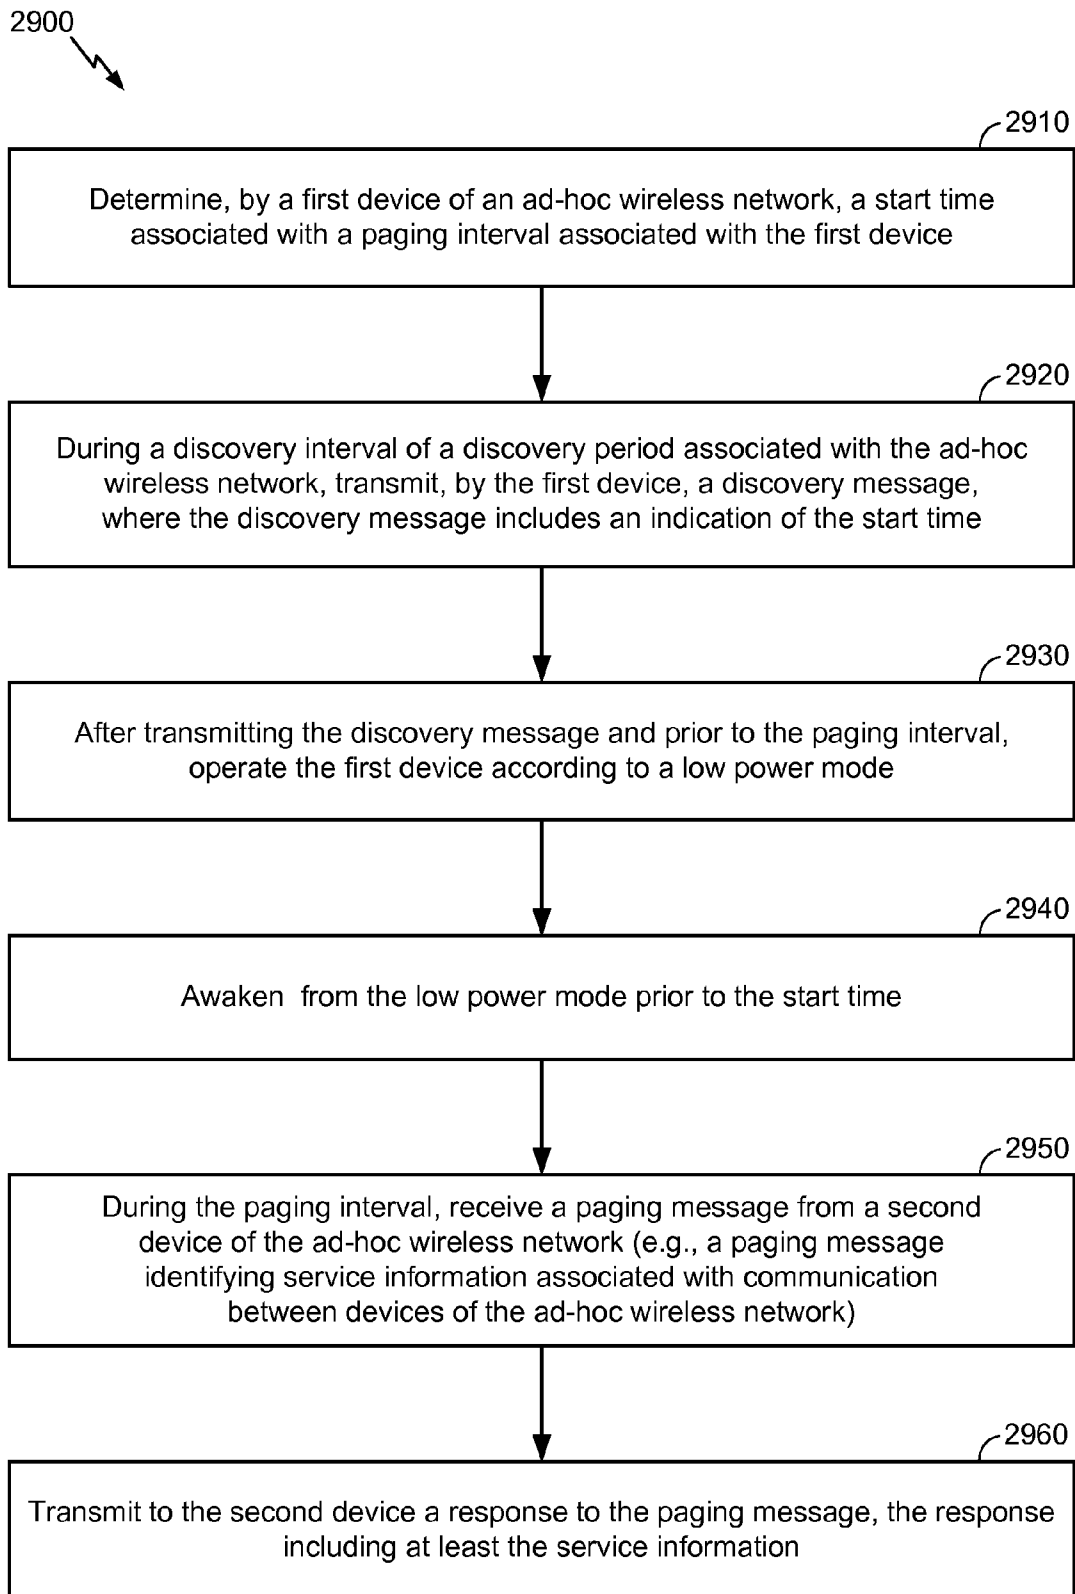 2900
2910
Determine, by a first device of an ad-hoc wireless network, a start time
associated with a paging interval associated with the first device
2920
During a discovery interval of a discovery period associated with the ad-hoc
wireless network, transmit, by the first device, a discovery message,
where the discovery message includes an indication of the start time
2930
After transmitting the discovery message and prior to the paging interval,
operate the first device according to a low power mode
2940
Awaken from the low power mode prior to the start time
2950
During the paging interval, receive a paging message from a second
device of the ad-hoc wireless network (e.g., a paging message
identifying service information associated with communication
between devices of the ad-hoc wireless network)
2960
Transmit to the second device a response to the paging message, the response
including at least the service information